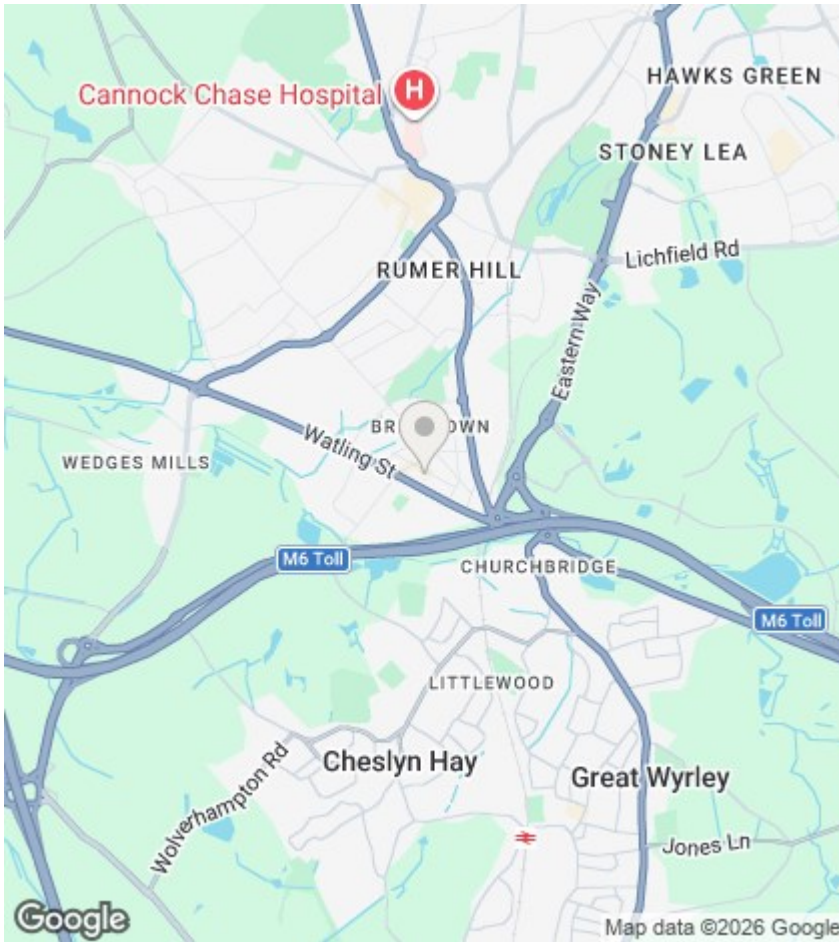 HAWKS GREEN
Cannock Chase Hospital
H
STONEY LEA
Lichfield Rd
RUMER HILL
Eastern Way
Watling St
WEDGES MILLS
M6 Toll
CHURCHBRIDGE
M6 Toll
LITTLEWOOD
Cheslyn Hay
Great Wyrley
Wolverhampton Rd
Jones Ln
Google
Map data ©2026 Google